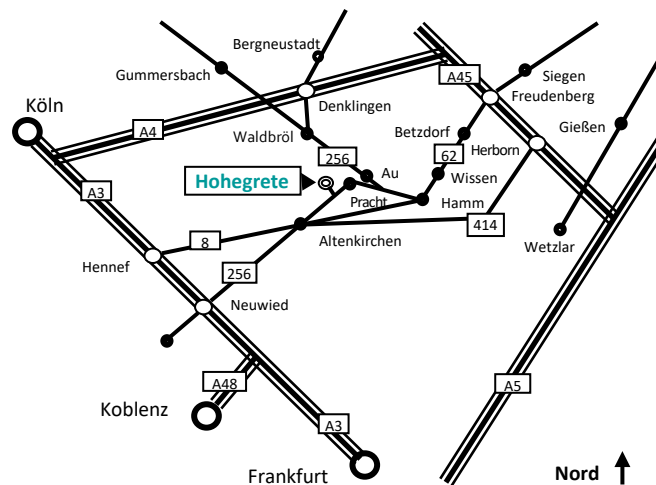 Bergneustadt
Gummersbach
A45
Siegen
Freudenberg
Köln
Denklingen
A4
Waldbröl
Betzdorf
Gießen
256
62
Herborn
Au
Wissen
A3
Hohegrete
Pracht
Hamm
414
Altenkirchen
8
Wetzlar
Hennef
256
Neuwied
A48
A5
Koblenz
A3
Frankfurt
Nord